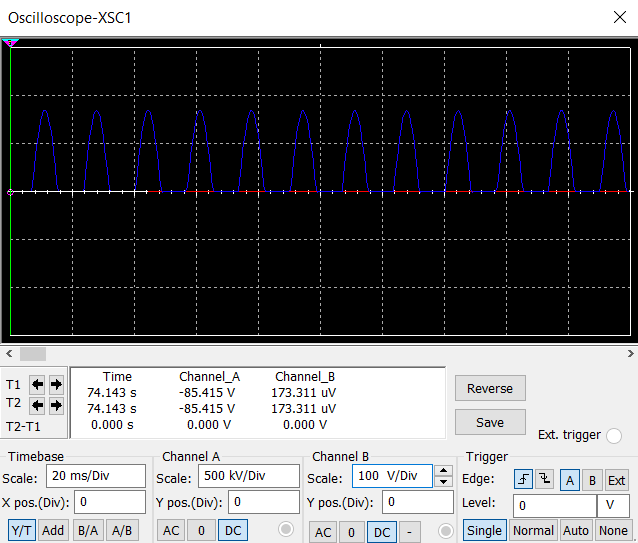 Oscilloscope-XSC1
Time Channel_A Channel_B
T1 74.143 s -85.415 V 173.311 uV
T2 74.143 s -85.415 V 173.311 uV
T2-T1 0.000 s 0.000 V 0.000 V
Reverse
Save
Ext. trigger
Timebase Channel A Channel B Trigger
Scale: 20 ms/Div Scale: 500 kV/Div Scale: 100 V/Div Edge: A B Ext
X pos.(Div): 0 Y pos.(Div): 0 Y pos.(Div): 0 Level: 0 V
Y/T Add B/A A/B AC 0 DC AC 0 DC - Single Normal Auto None